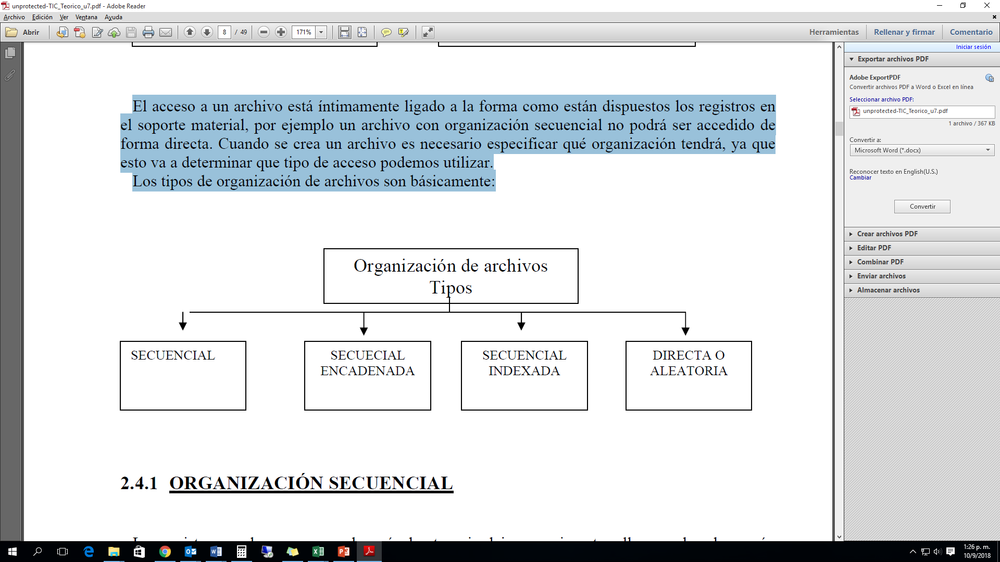 unprotected-TIC_Teorico_u7.pdf - Adobe Reader
Archivo Edición Ver Ventana Ayuda
Abrir 8 / 49 171% Herramientas Rellenar y firmar Comentario
Iniciar sesión
Exportar archivos PDF
Adobe ExportPDF
Convertir archivos PDF a Word o Excel en línea
Seleccionar archivo PDF:
unprotected-TIC_Teorico_u7.pdf
1 archivo / 367 KB
Convertir a:
Microsoft Word (*.docx)
Reconocer texto en English(U.S.)
Cambiar
Convertir
Crear archivos PDF
Editar PDF
Combinar PDF
Enviar archivos
Almacenar archivos
El acceso a un archivo está íntimamente ligado a la forma como están dispuestos los registros en
el soporte material, por ejemplo un archivo con organización secuencial no podrá ser accedido de
forma directa. Cuando se crea un archivo es necesario especificar qué organización tendrá, ya que
esto va a determinar que tipo de acceso podemos utilizar.
Los tipos de organización de archivos son básicamente:
Organización de archivos
Tipos
SECUENCIAL
SECUECIAL
ENCADENADA
SECUENCIAL
INDEXADA
DIRECTA O
ALEATORIA
2.4.1 ORGANIZACIÓN SECUENCIAL
1:26 p. m.
10/9/2018